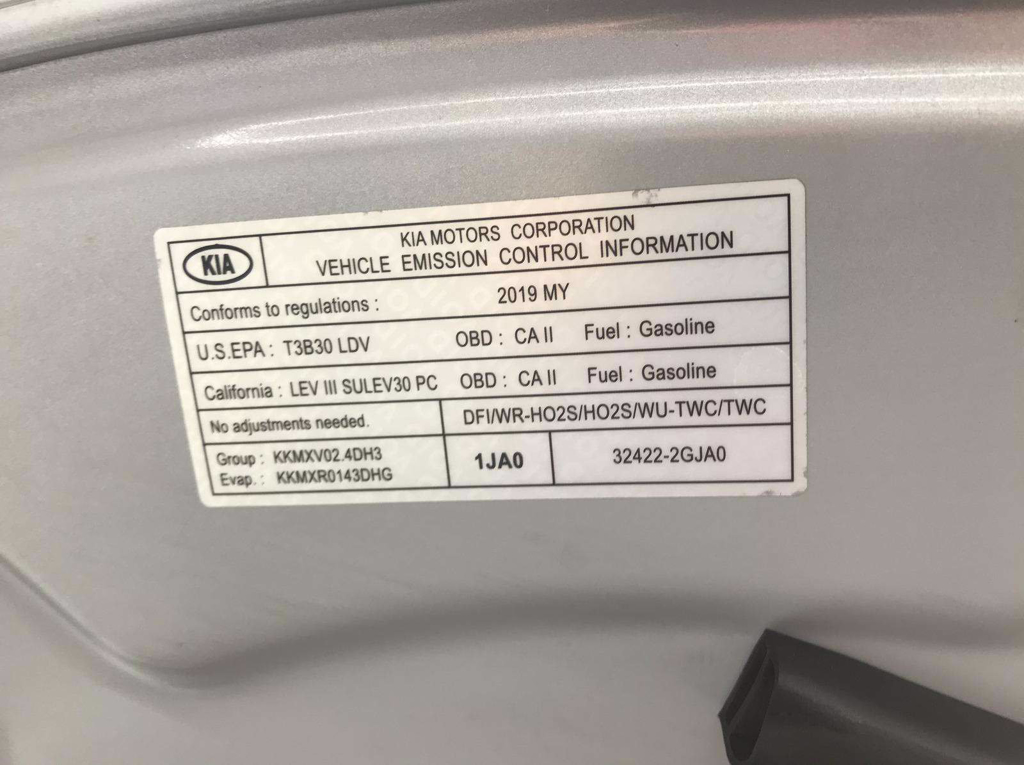 KIA
KIA MOTORS CORPORATION
VEHICLE EMISSION CONTROL INFORMATION
Conforms to regulations : 2019 MY
U.S.EPA : T3B30 LDV OBD : CA II Fuel : Gasoline
California : LEV III SULEV30 PC OBD : CA II Fuel : Gasoline
No adjustments needed. DFI/WR-HO2S/HO2S/WU-TWC/TWC
Group : KKMXV02.4DH3
Evap. : KKMXR0143DHG
1JA0
32422-2GJA0